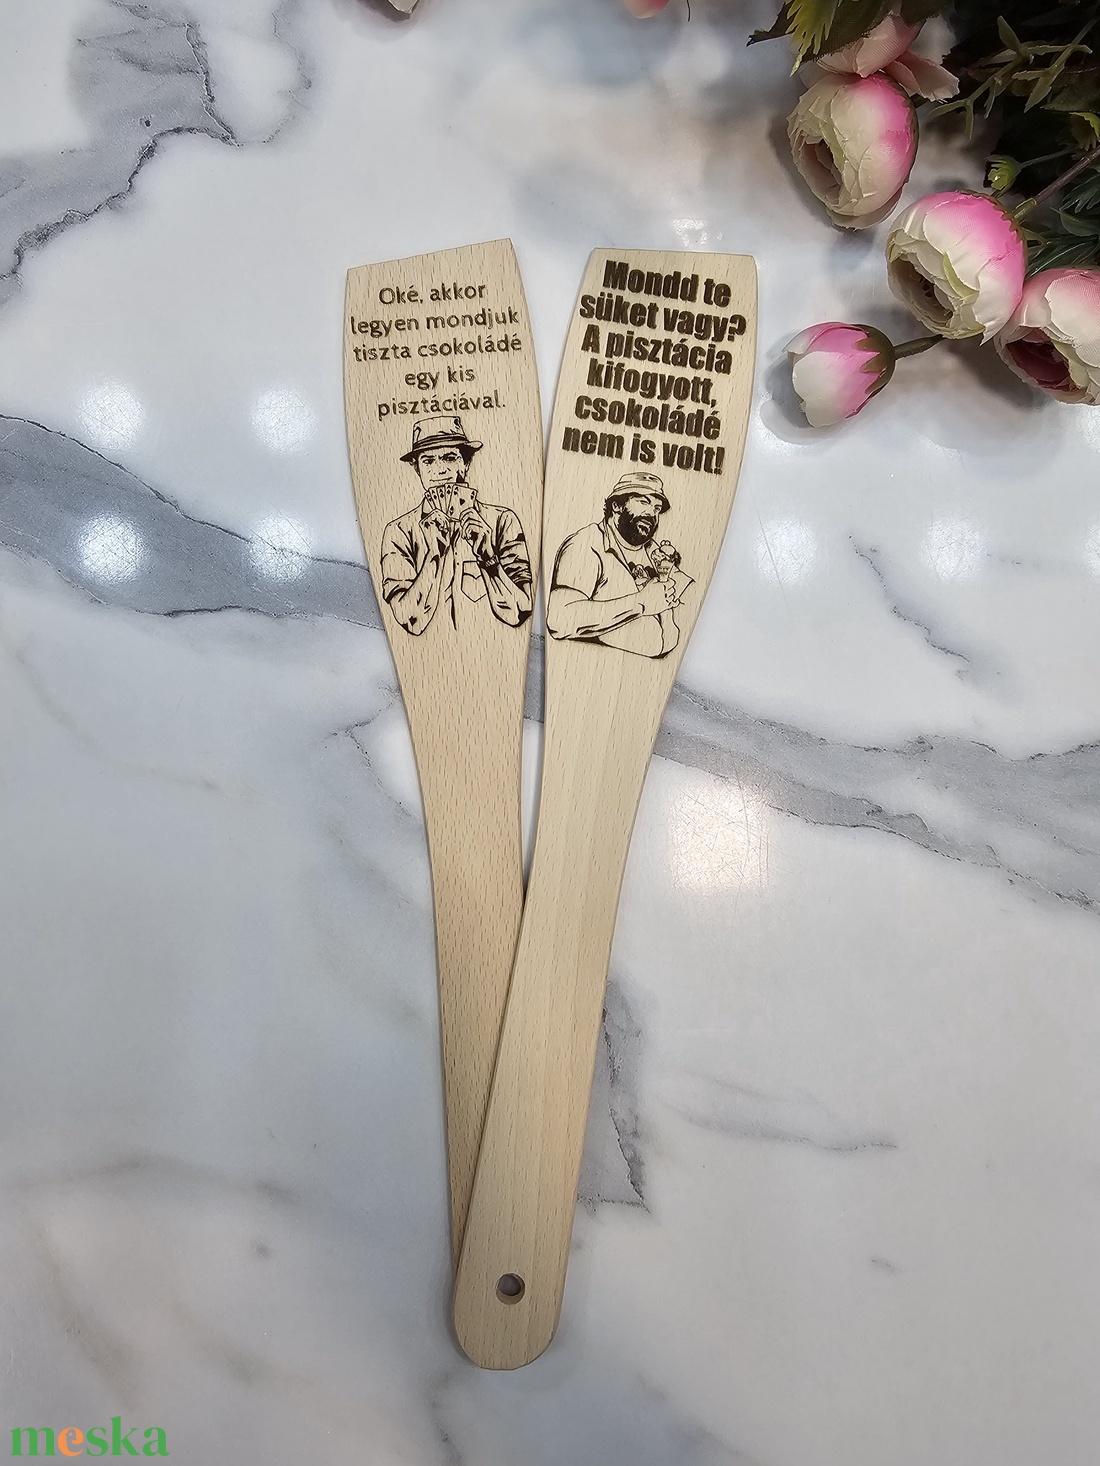 Oké, akkor
legyen mondjuk
tiszta csokoládé
egy kis
pisztáciával.
Mondd te
süket vagy?
A pisztácia
kifogyott,
csokoládé
nem is volt!
meska